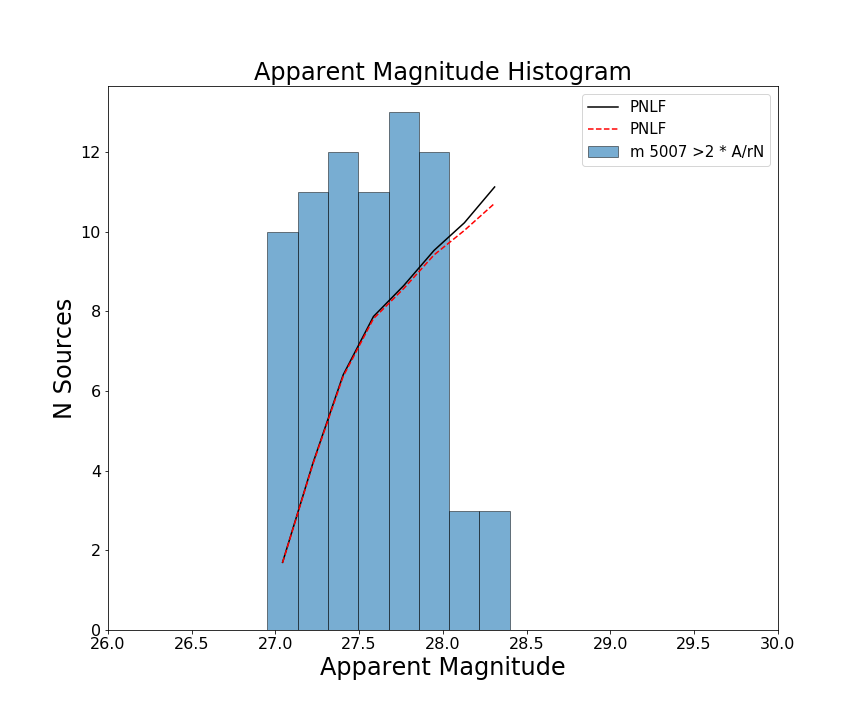 Apparent Magnitude Histogram
PNLF
PNLF
m 5007 >2 * A/rN
12
10
8
6
4
2
0
N Sources
26.0 26.5 27.0 27.5 28.0 28.5 29.0 29.5 30.0
Apparent Magnitude